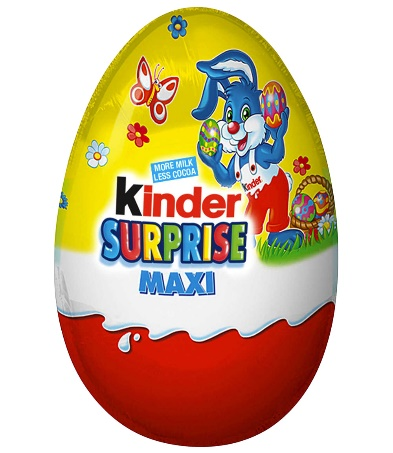 MORE MILK
LESS COCOA
Kinder
SURPRISE
MAXI
Kinder